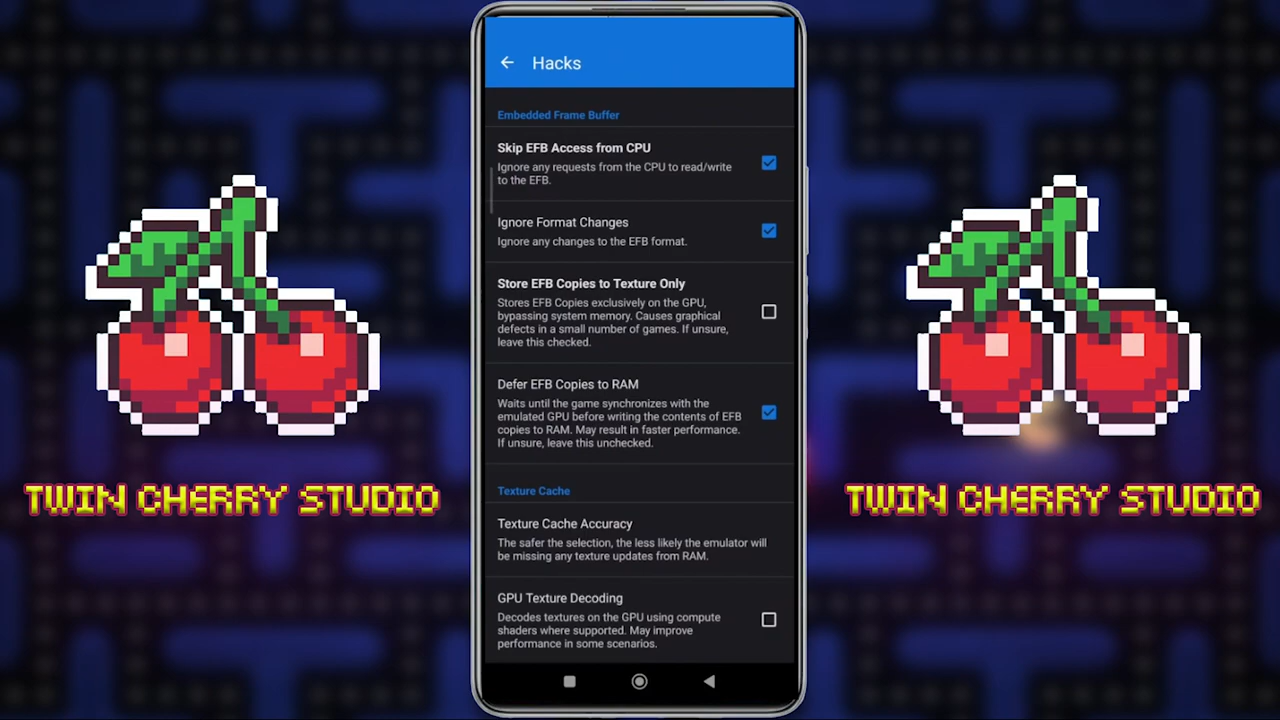 Hacks
Embedded Frame Buffer
Skip EFB Access from CPU
Ignore any requests from the CPU to read/write
to the EFB.
Ignore Format Changes
Ignore any changes to the EFB format.
Store EFB Copies to Texture Only
Stores EFB Copies exclusively on the GPU,
bypassing system memory. Causes graphical
defects in a small number of games. If unsure,
leave this checked.
Defer EFB Copies to RAM
Waits until the game synchronizes with the
emulated GPU before writing the contents of EFB
copies to RAM. May result in faster performance.
If unsure, leave this unchecked.
Texture Cache
Texture Cache Accuracy
The safer the selection, the less likely the emulator will
be missing any texture updates from RAM.
GPU Texture Decoding
Decodes textures on the GPU using compute
shaders where supported. May improve
performance in some scenarios.
TWIN CHERRY STUDIO
TWIN CHERRY STUDIO